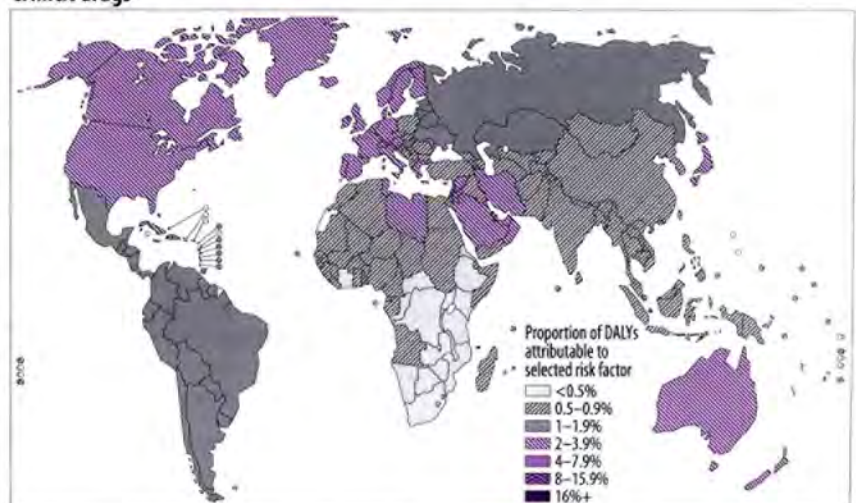 Illicit drugs
Proportion of DALYs
attributable to
selected risk factor
<0.5%
0.5–0.9%
1–1.9%
2–3.9%
4–7.9%
8–15.9%
16%+